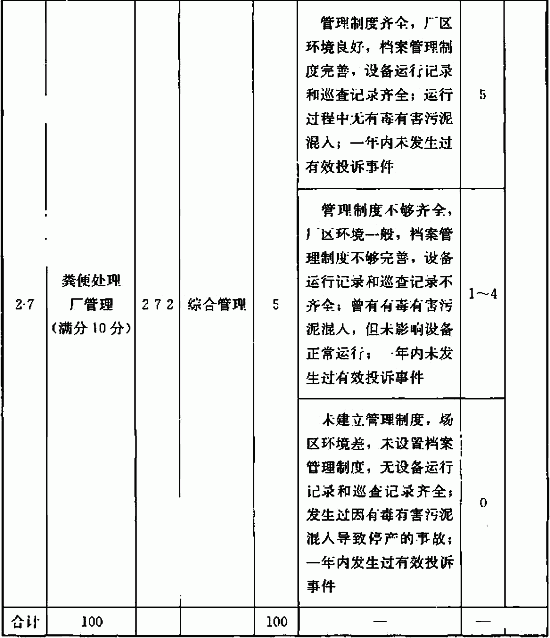 管理制度齐全，厂区
环境良好，档案管理制
度完善，设备运行记录
和巡查记录齐全；运行
过程中无有毒有害污泥
混入；一年内未发生过
有效投诉事件
5
2·7
粪便处理
厂管理
（满分10分）
2 7 2
综合管理
5
管理制度不够齐全，
厂区环境一般，档案管
理制度不够完善，设备
运行记录和巡查记录不
齐全；曾有有毒有害污
泥混入，但未影响设备
正常运行；一年内未发
生过有效投诉事件
1～4
未建立管理制度，场
区环境差，未设置档案
管理制度，无设备运行
记录和巡查记录齐全；
发生过因有毒有害污泥
混入导致停产的事故；
一年内发生过有效投诉
事件
0
合计 100 100 — —